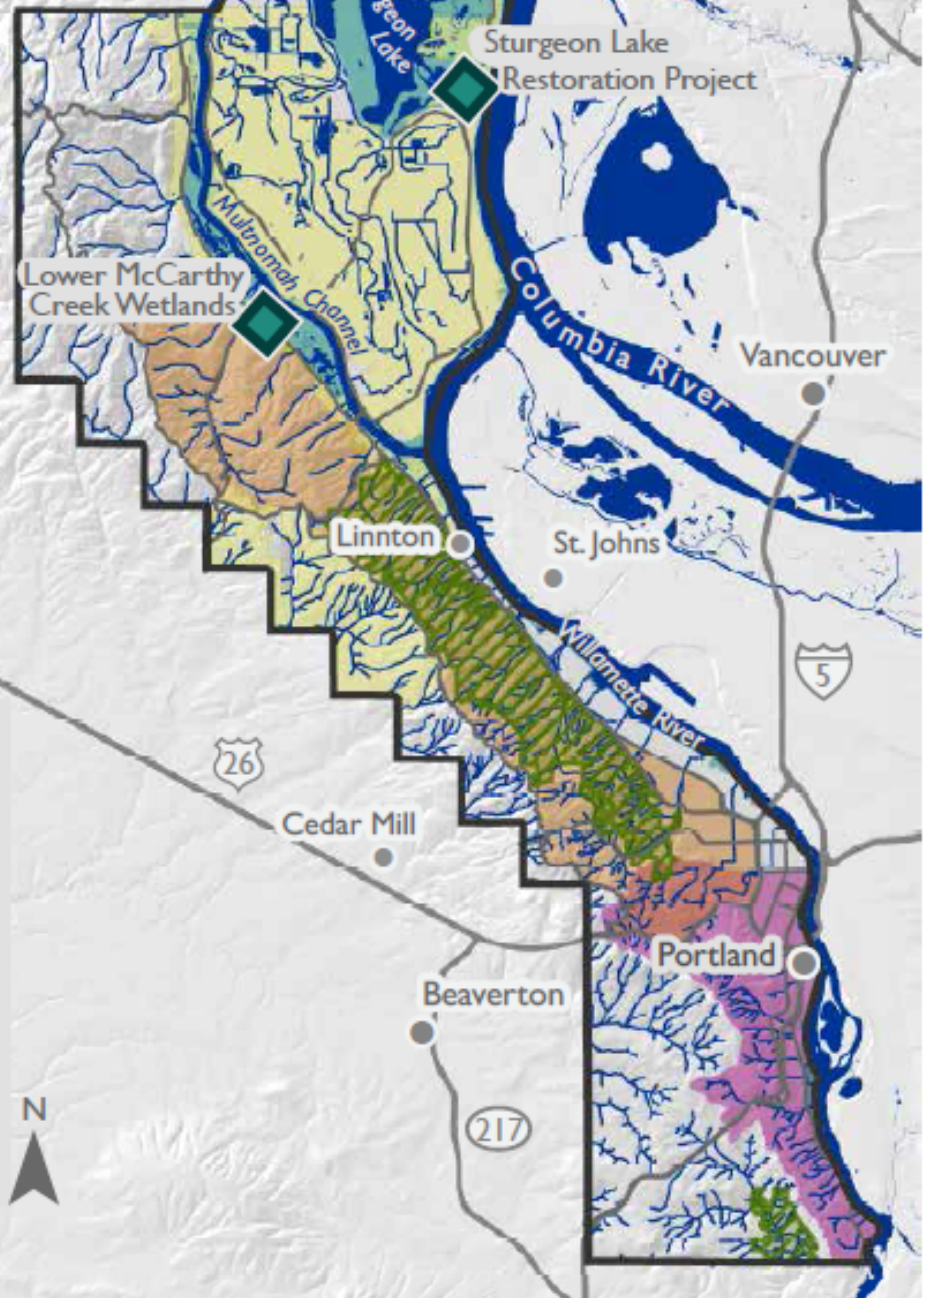 geon
Lake
Sturgeon Lake
Restoration Project
Multnomah Channel
Lower McCarthy
Creek Wetlands
Columbia River
Vancouver
Linnton
St. Johns
Willamette River
5
26
Cedar Mill
Portland
Beaverton
N
217